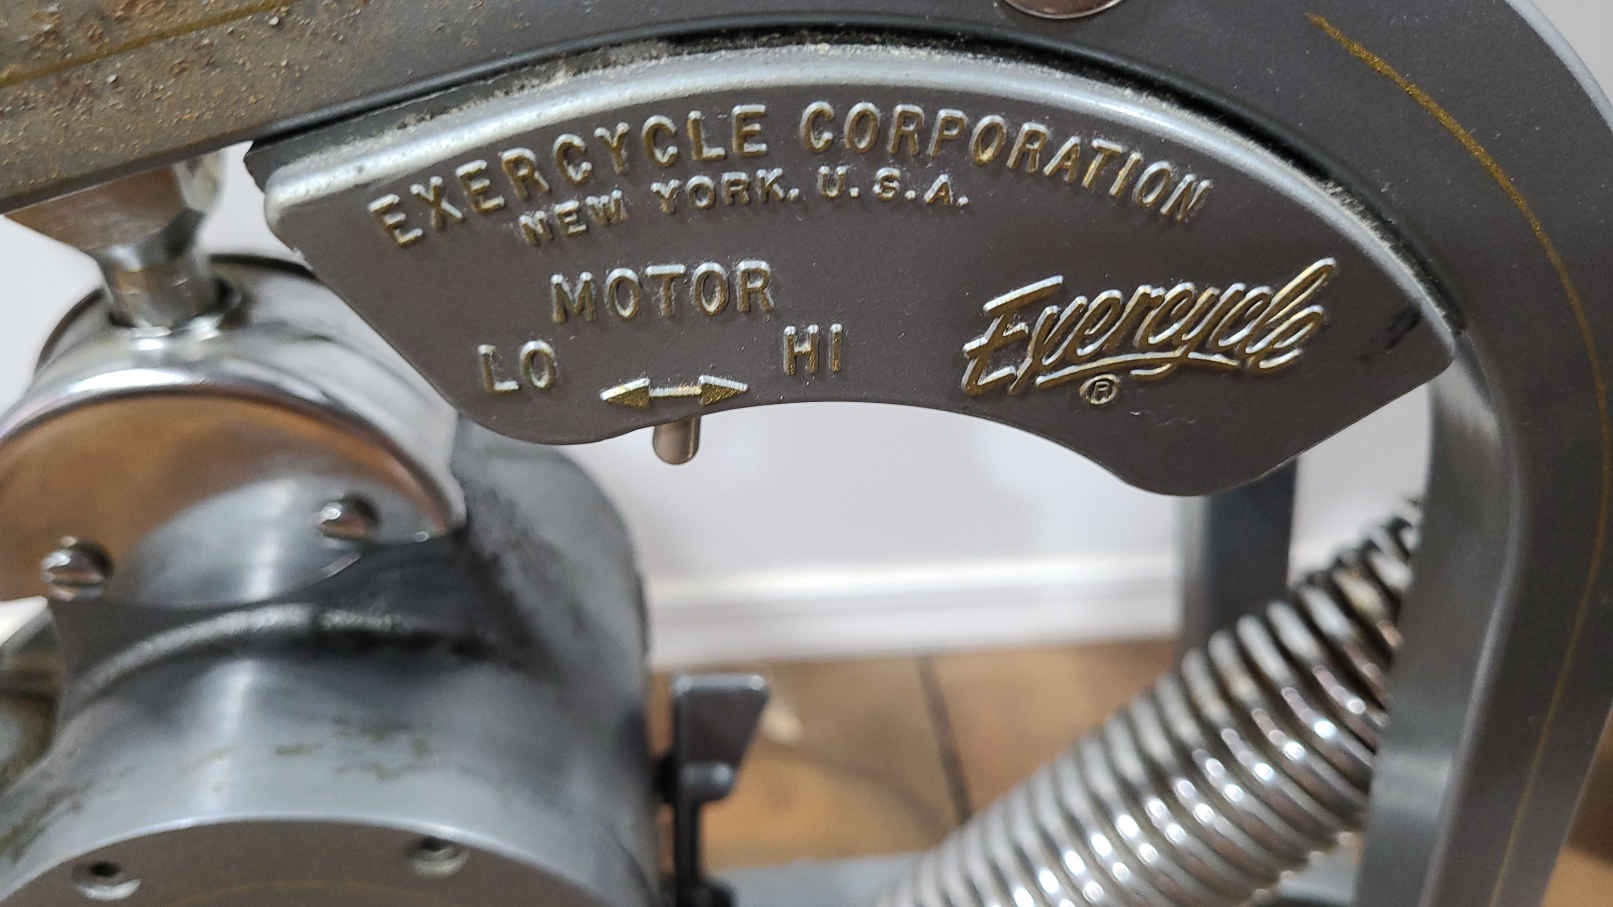 EXERCYCLE CORPORATION
NEW YORK. U.S.A.
MOTOR
LO HI
Exercycle
®